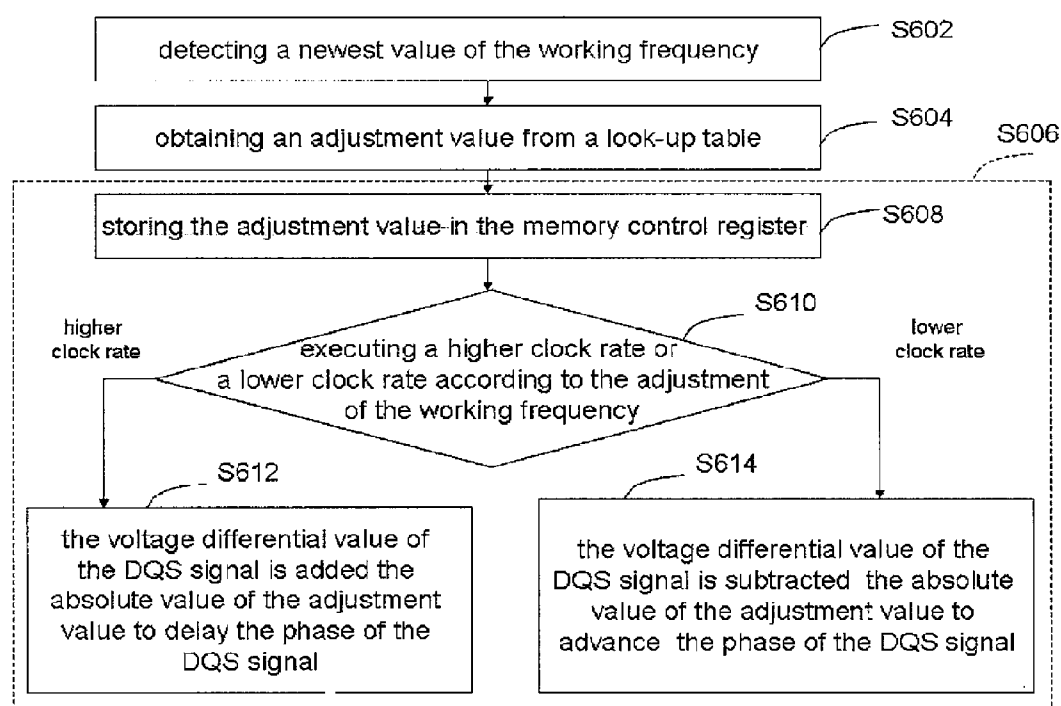 detecting a newest value of the working frequency
S602
obtaining an adjustment value from a look-up table
S604
S606
storing the adjustment value in the memory control register
S608
S610
higher
clock rate
lower
clock rate
executing a higher clock rate or
a lower clock rate according to the adjustment
of the working frequency
S612
S614
the voltage differential value of
the DQS signal is added the
absolute value of the adjustment
value to delay the phase of the
DQS signal
the voltage differential value of the
DQS signal is subtracted the absolute
value of the adjustment value to
advance the phase of the DQS signal